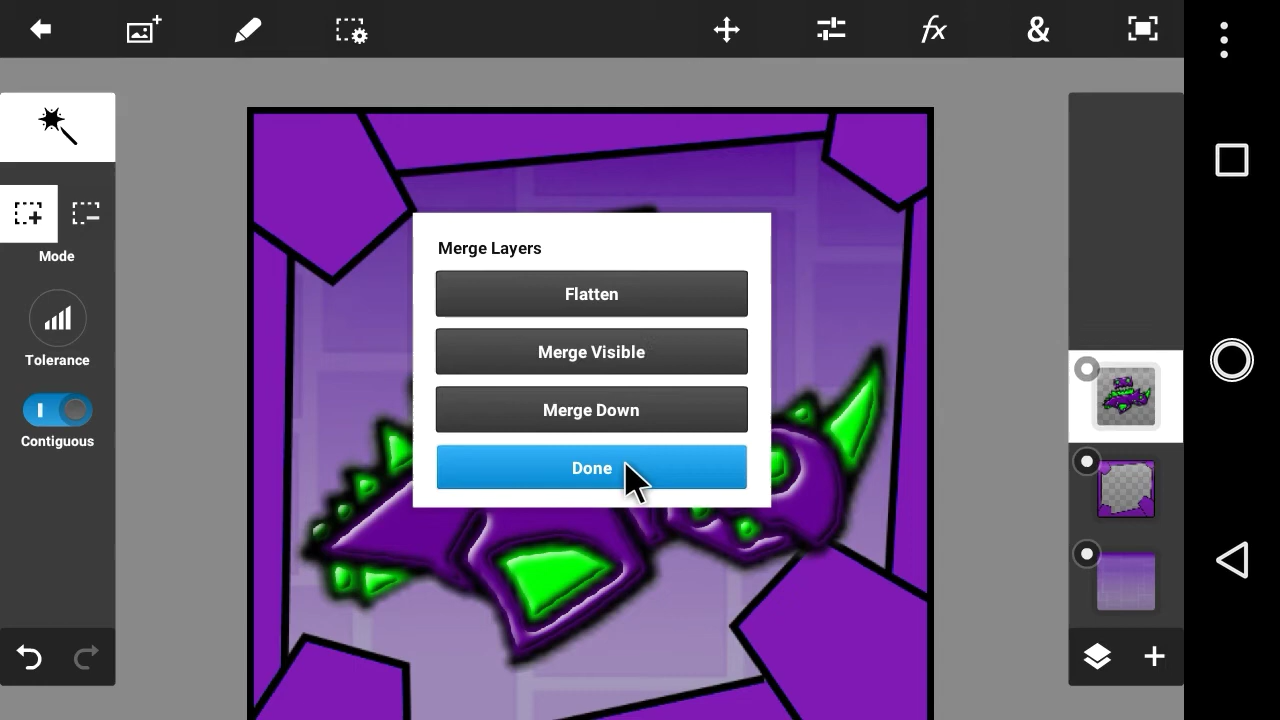 fx
&
Merge Layers
Flatten
Merge Visible
Merge Down
Done
Mode
Tolerance
Contiguous